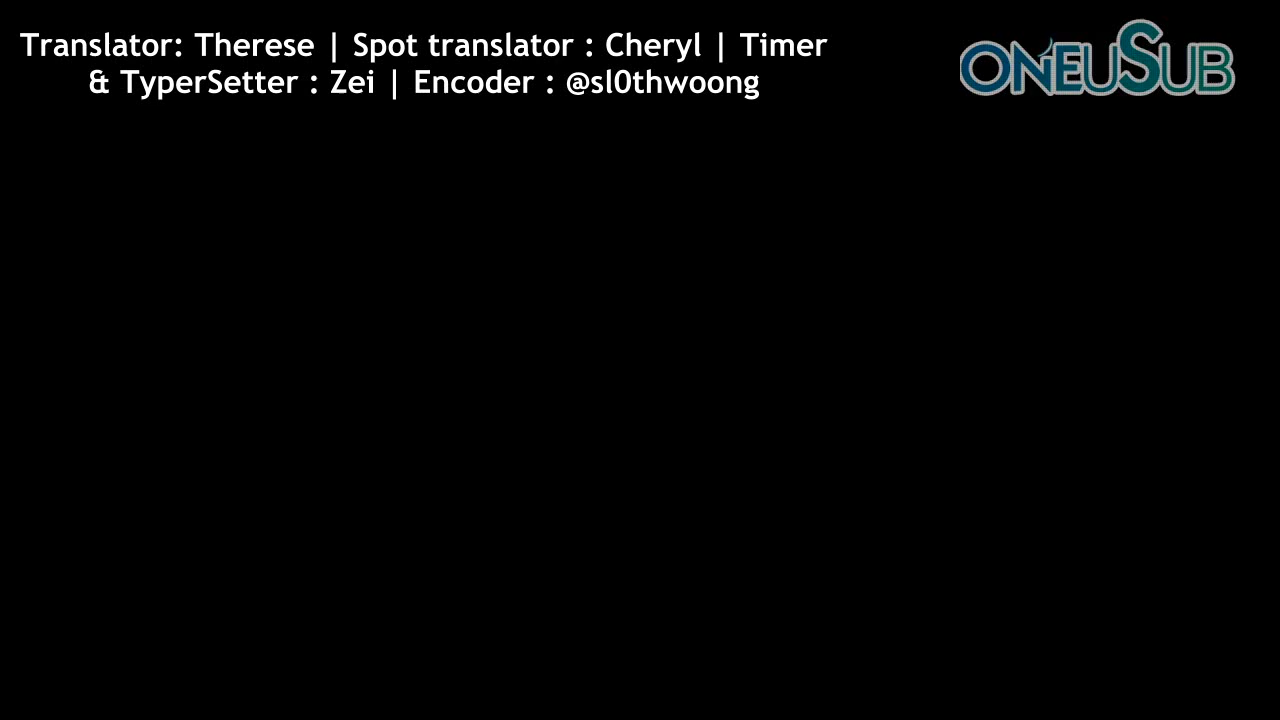 Translator: Therese | Spot translator : Cheryl | Timer
& TyperSetter : Zei | Encoder : @sl0thwoong
ONEUSUB